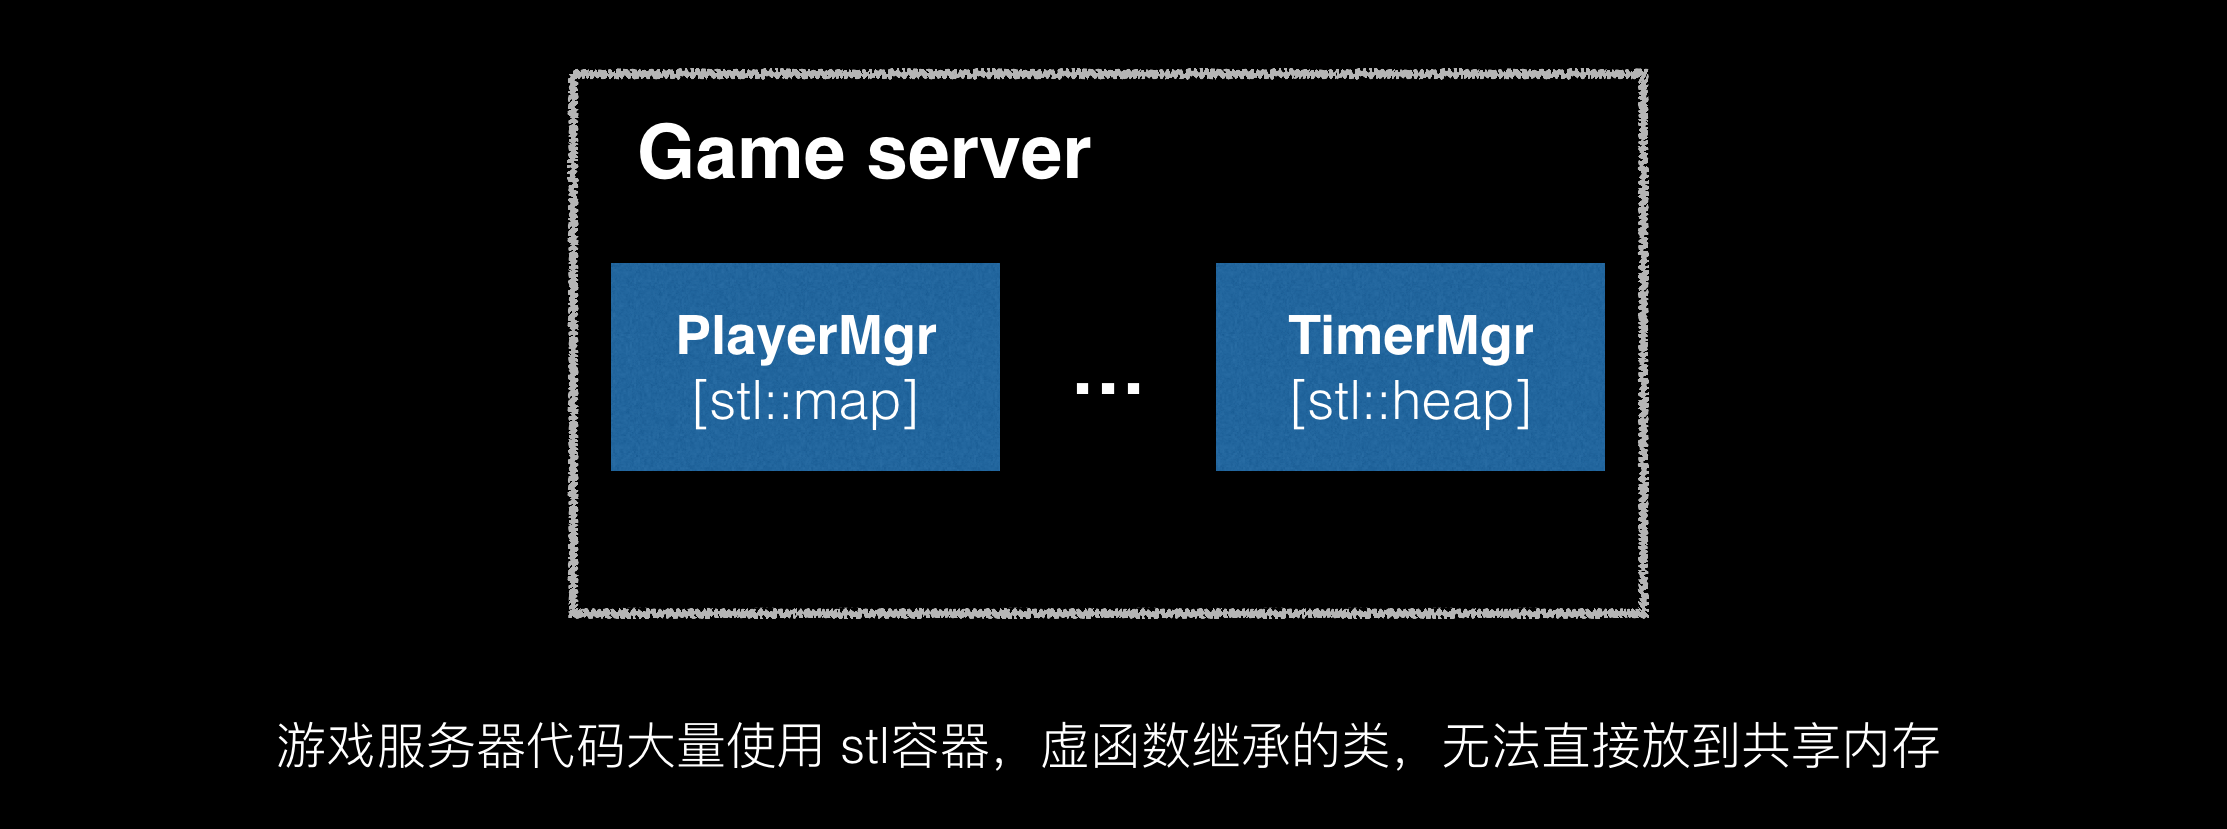 Game server
PlayerMgr
[stl::map]
...
TimerMgr
[stl::heap]
游戏服务器代码大量使用 stl容器，虚函数继承的类，无法直接放到共享内存